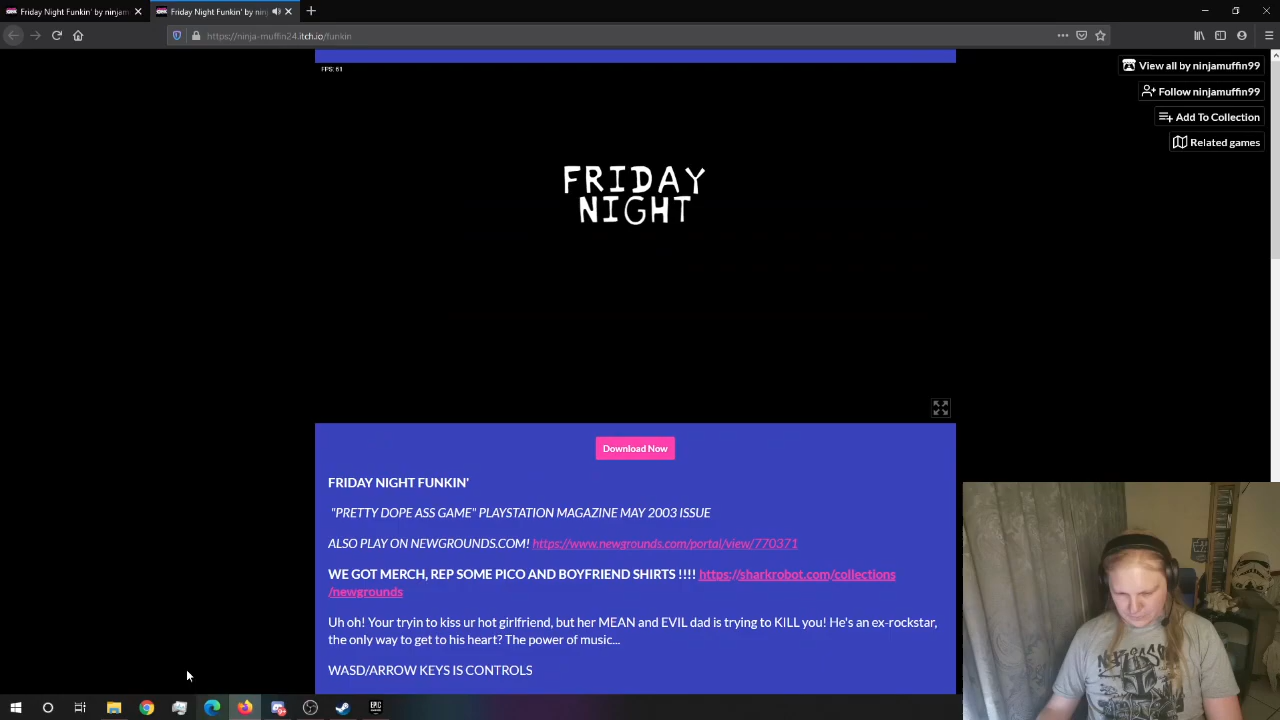 Friday Night Funkin' by ninjam
Friday Night Funkin' by nin
https://ninja-muffin24.itch.io/funkin
View all by ninjamuffin99
FPS: 61
Follow ninjamuffin99
Add To Collection
Related games
FRIDAY
NIGHT
Download Now
FRIDAY NIGHT FUNKIN'
"PRETTY DOPE ASS GAME" PLAYSTATION MAGAZINE MAY 2003 ISSUE
ALSO PLAY ON NEWGROUNDS.COM! https://www.newgrounds.com/portal/view/770371
WE GOT MERCH, REP SOME PICO AND BOYFRIEND SHIRTS !!!! https://sharkrobot.com/collections
/newgrounds
Uh oh! Your tryin to kiss ur hot girlfriend, but her MEAN and EVIL dad is trying to KILL you! He's an ex-rockstar,
the only way to get to his heart? The power of music...
WASD/ARROW KEYS IS CONTROLS